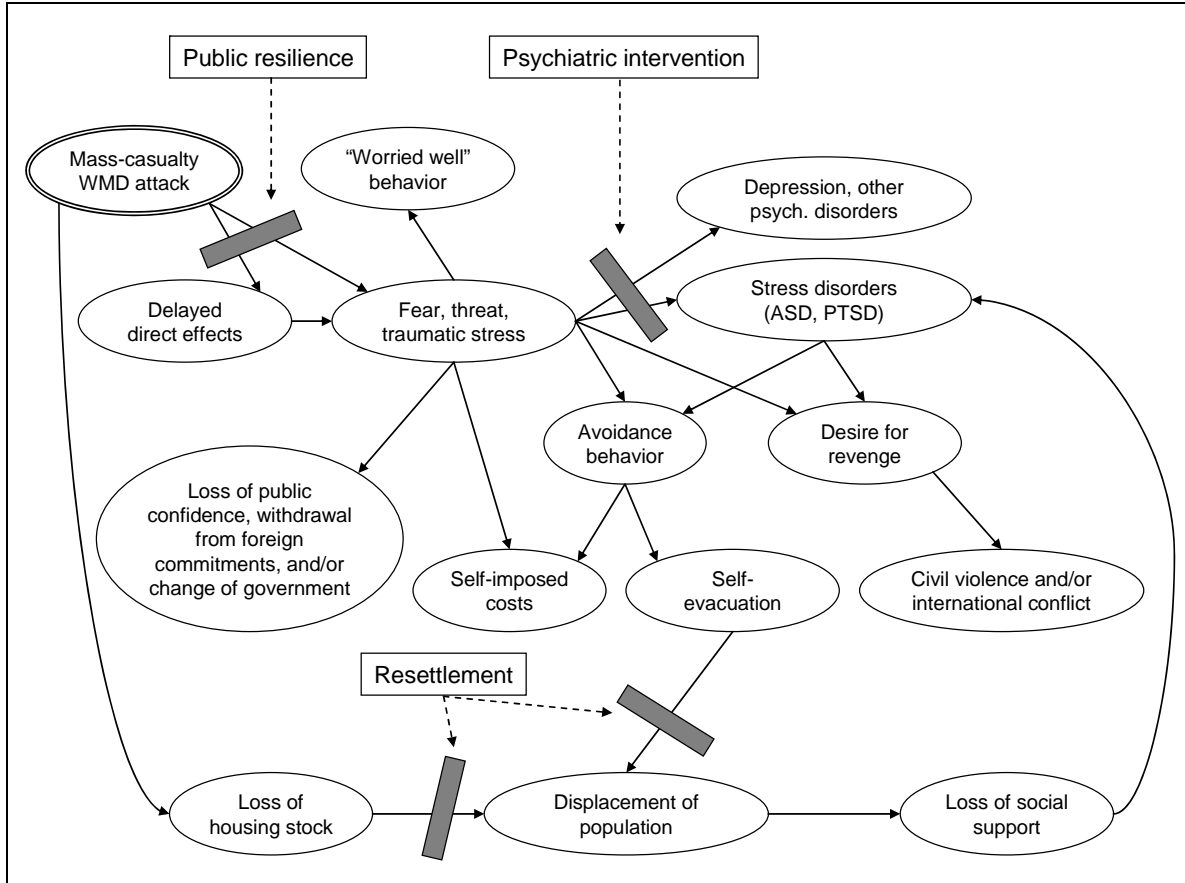 Public resilience
Psychiatric intervention
Mass-casualty
WMD attack
“Worried well”
behavior
Depression, other
psych. disorders
Delayed
direct effects
Fear, threat,
traumatic stress
Stress disorders
(ASD, PTSD)
Avoidance
behavior
Desire for
revenge
Loss of public
confidence, withdrawal
from foreign
commitments, and/or
change of government
Self-imposed
costs
Self-
evacuation
Civil violence and/or
international conflict
Resettlement
Loss of
housing stock
Displacement of
population
Loss of social
support